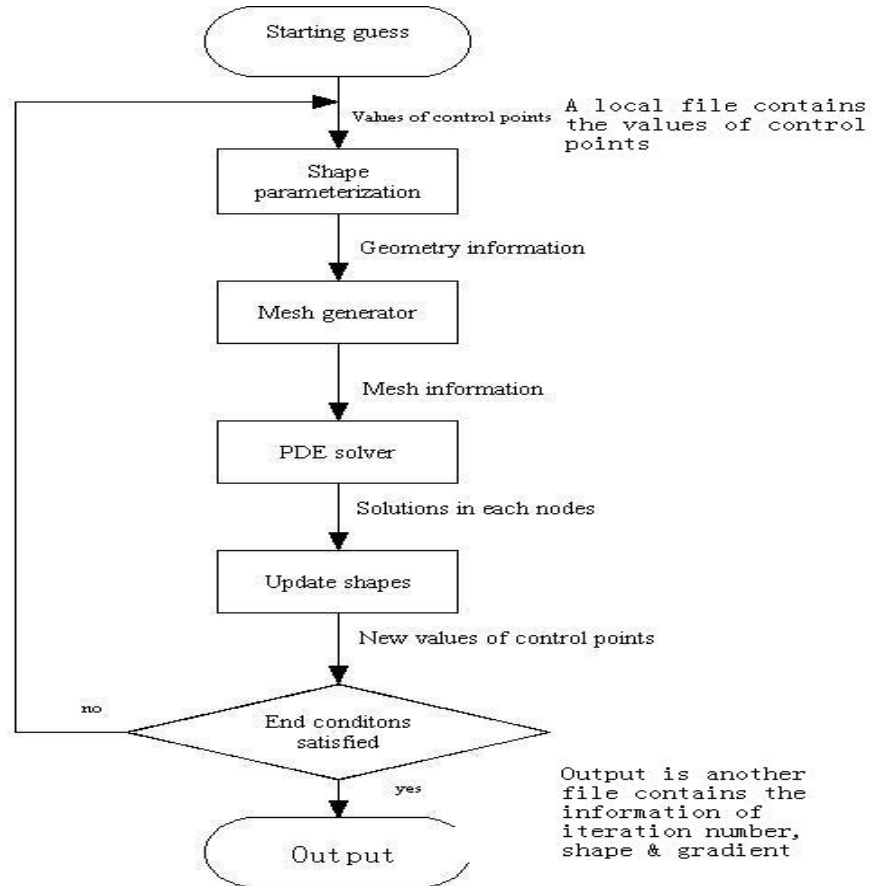 Starting guess
Values of control points
A local file contains
the values of control
points
Shape
parameterization
Geometry information
Mesh generator
Mesh information
PDE solver
Solutions in each nodes
Update shapes
New values of control points
no
End conditons
satisfied
yes
Output is another
file contains the
information of
iteration number,
shape & gradient
Output